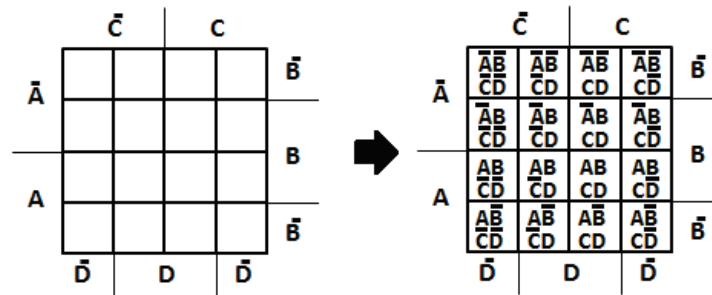 C̄ C
B̄
Ā
B
A
B̄
D̄ D D̄
C̄ C
ĀB̄ ĀB̄ ĀB̄ ĀB̄ B̄
C̄D̄ C̄D CD CD̄
Ā
ĀB ĀB ĀB ĀB
C̄D̄ C̄D CD CD̄
B
AB AB AB AB
C̄D̄ C̄D CD CD̄
A
AB̄ AB̄ AB̄ AB̄
C̄D̄ C̄D CD CD̄ B̄
D̄ D D̄